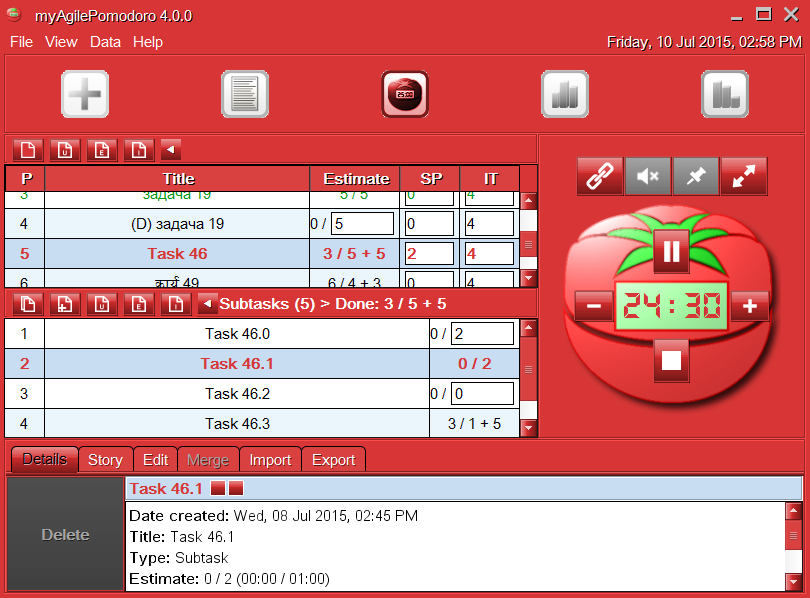 myAgilePomodoro 4.0.0
File View Data Help
Friday, 10 Jul 2015, 02:58 PM
25:00
U E I
P Title Estimate SP IT
3 задача 19 5 / 5 0 4
4 (D) задача 19 0 / 5 0 4
5 Task 46 3 / 5 + 5 2 4
6 कार्य 49 6 / 4 + 3 0 4
U E I Subtasks (5) > Done: 3 / 5 + 5
1 Task 46.0 0 / 2
2 Task 46.1 0 / 2
3 Task 46.2 0 / 0
4 Task 46.3 3 / 1 + 5
24:30
Details Story Edit Merge Import Export
Delete
Task 46.1
Date created: Wed, 08 Jul 2015, 02:45 PM
Title: Task 46.1
Type: Subtask
Estimate: 0 / 2 (00:00 / 01:00)